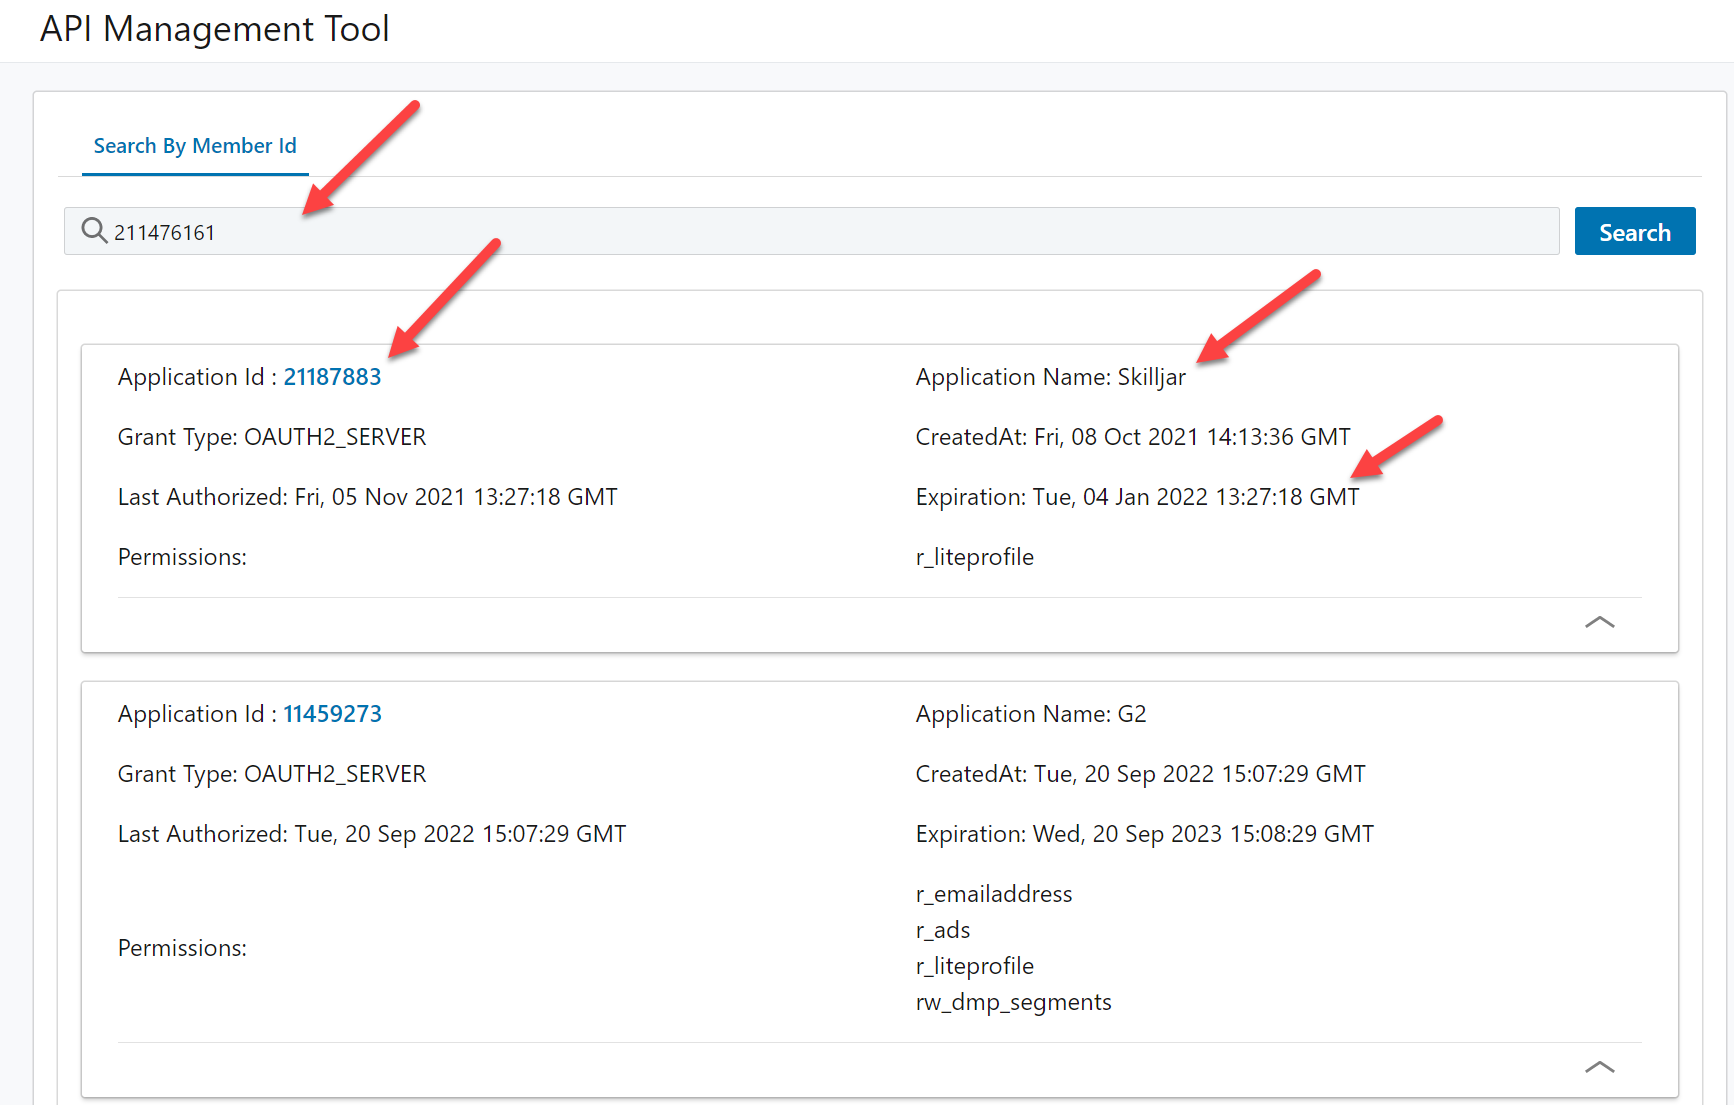 API Management Tool
Search By Member Id
211476161
Search
Application Id : 21187883
Application Name: Skilljar
Grant Type: OAUTH2_SERVER
CreatedAt: Fri, 08 Oct 2021 14:13:36 GMT
Last Authorized: Fri, 05 Nov 2021 13:27:18 GMT
Expiration: Tue, 04 Jan 2022 13:27:18 GMT
Permissions:
r_liteprofile
Application Id : 11459273
Application Name: G2
Grant Type: OAUTH2_SERVER
CreatedAt: Tue, 20 Sep 2022 15:07:29 GMT
Last Authorized: Tue, 20 Sep 2022 15:07:29 GMT
Expiration: Wed, 20 Sep 2023 15:08:29 GMT
Permissions:
r_emailaddress
r_ads
r_liteprofile
rw_dmp_segments